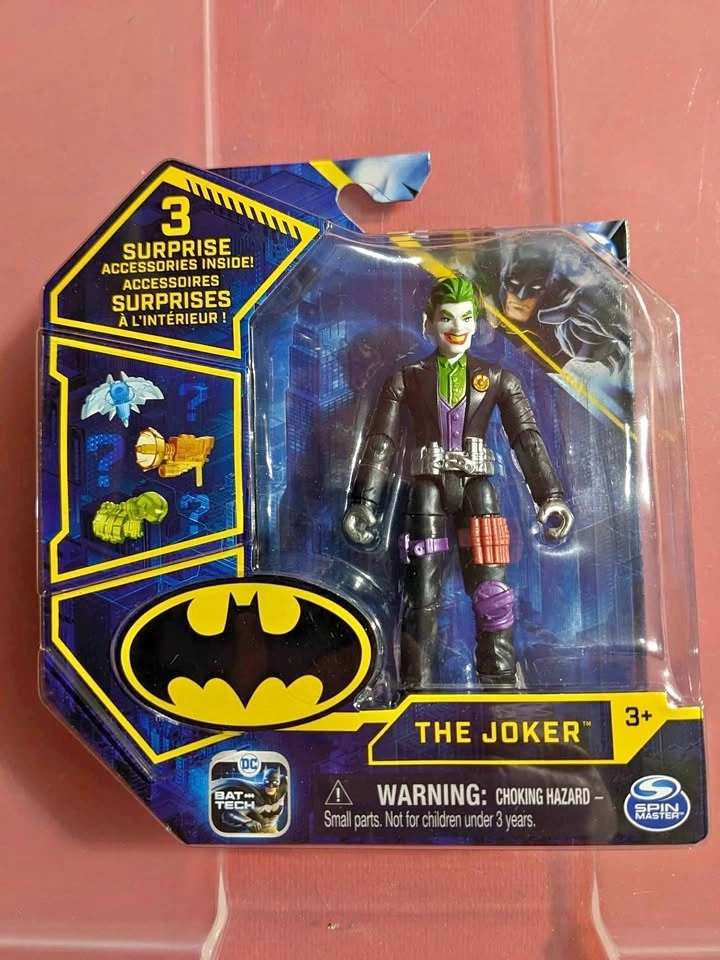 3
SURPRISE
ACCESSORIES INSIDE!
ACCESSOIRES
SURPRISES
À L'INTÉRIEUR !
? ? ?
THE JOKER™
3+
DC
BAT TECH
⚠ WARNING: CHOKING HAZARD –
Small parts. Not for children under 3 years.
SPIN
MASTER™